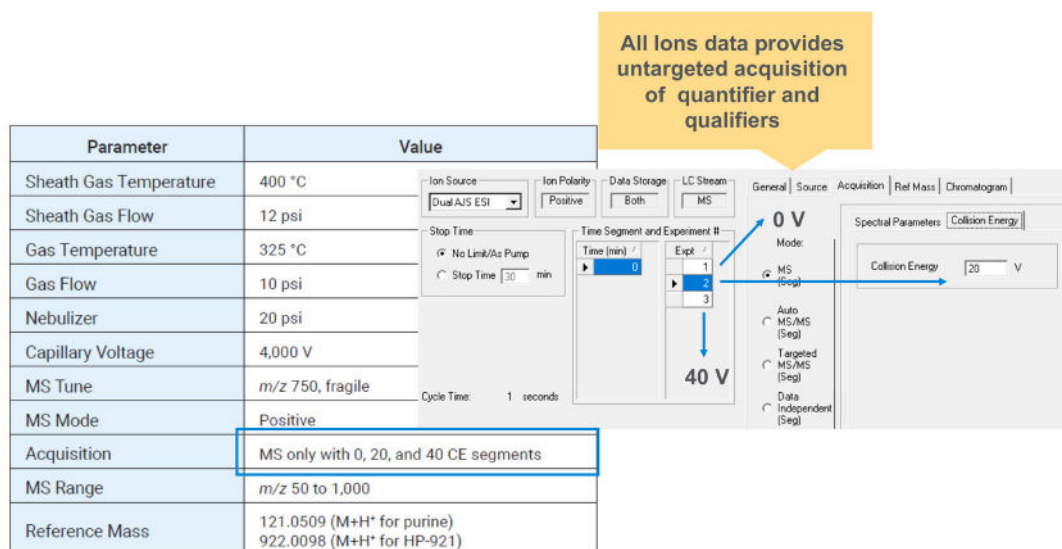 All Ions data provides
untargeted acquisition
of quantifier and
qualifiers
Parameter Value
Sheath Gas Temperature 400 °C
Sheath Gas Flow 12 psi
Gas Temperature 325 °C
Gas Flow 10 psi
Nebulizer 20 psi
Capillary Voltage 4,000 V
MS Tune m/z 750, fragile
MS Mode Positive
Acquisition MS only with 0, 20, and 40 CE segments
MS Range m/z 50 to 1,000
Reference Mass 121.0509 (M+H⁺ for purine)
922.0098 (M+H⁺ for HP-921)
Ion Source Ion Polarity Data Storage LC Stream
Dual AJS ESI Positive Both MS
Stop Time
No Limit/As Pump
Stop Time 30 min
Time Segment and Experiment #
Time (min) / Expt /
0 1
2
3
40 V
Cycle Time: 1 seconds
General Source Acquisition Ref Mass Chromatogram
0 V
Mode:
MS
(Seg)
Auto
MS/MS
(Seg)
Targeted
MS/MS
(Seg)
Data
Independent
(Seg)
Spectral Parameters Collision Energy
Collision Energy 20 V